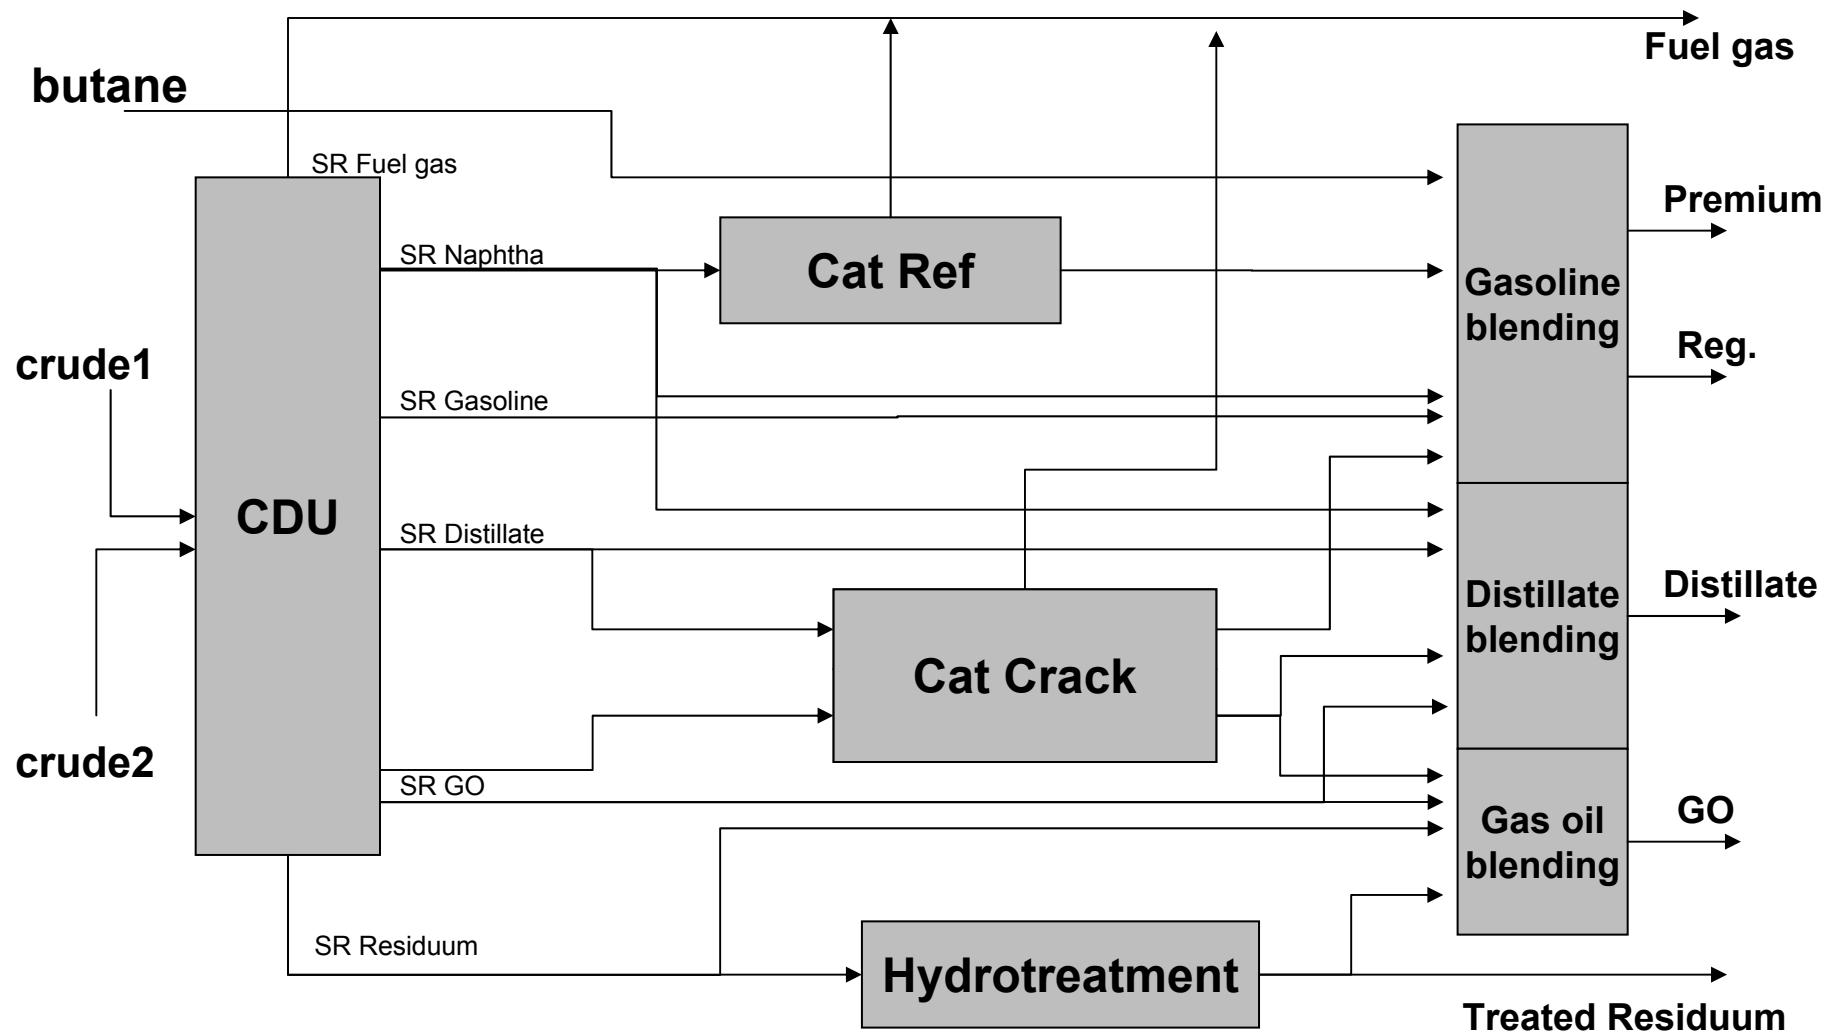 Fuel gas
butane
SR Fuel gas
Premium
SR Naphtha
Cat Ref
Gasoline
blending
Reg.
crude1
SR Gasoline
CDU
SR Distillate
Distillate
blending
Distillate
Cat Crack
crude2
SR GO
GO
Gas oil
blending
SR Residuum
Hydrotreatment
Treated Residuum